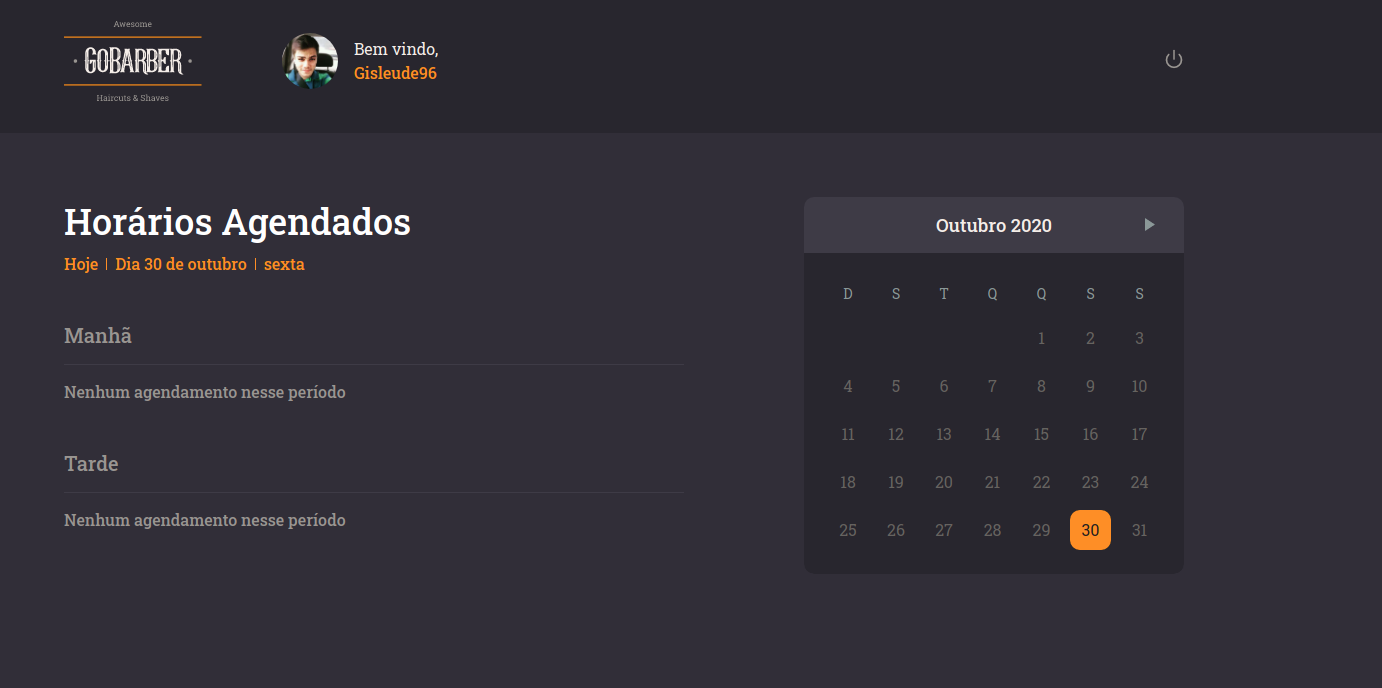 Awesome
· GOBARBER ·
Haircuts & Shaves
Bem vindo,
Gisleude96
Horários Agendados
Hoje | Dia 30 de outubro | sexta
Manhã
Nenhum agendamento nesse período
Tarde
Nenhum agendamento nesse período
Outubro 2020
D S T Q Q S S
1 2 3
4 5 6 7 8 9 10
11 12 13 14 15 16 17
18 19 20 21 22 23 24
25 26 27 28 29 30 31